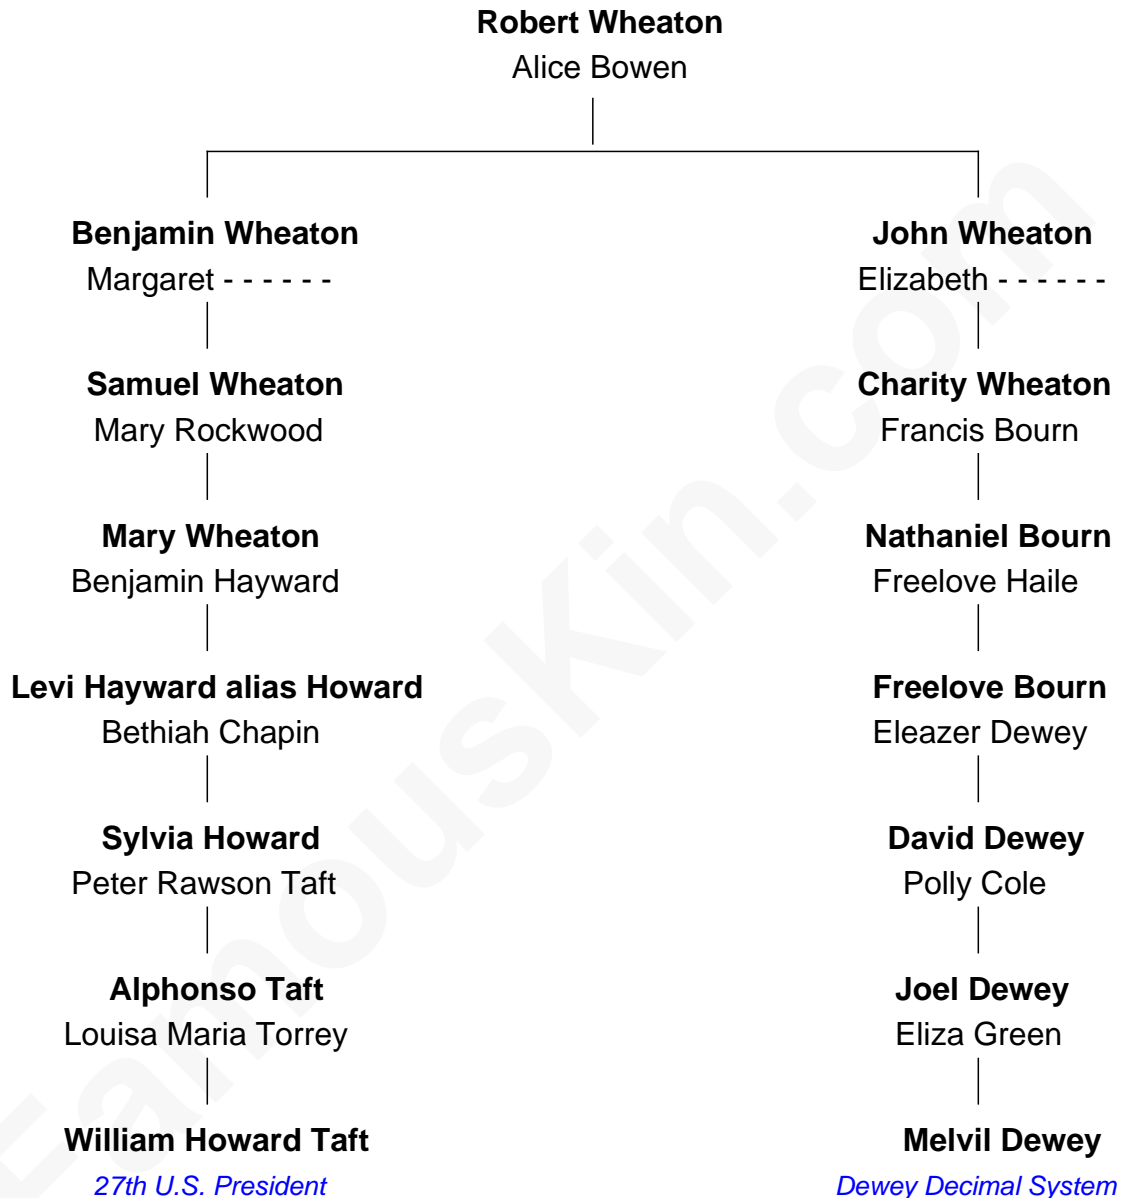 Robert Wheaton
Alice Bowen
Benjamin Wheaton
Margaret - - - - - -
John Wheaton
Elizabeth - - - - - -
Samuel Wheaton
Mary Rockwood
Charity Wheaton
Francis Bourn
Mary Wheaton
Benjamin Hayward
Nathaniel Bourn
Freelove Haile
Levi Hayward alias Howard
Bethiah Chapin
Freelove Bourn
Eleazer Dewey
Sylvia Howard
Peter Rawson Taft
David Dewey
Polly Cole
Alphonso Taft
Louisa Maria Torrey
Joel Dewey
Eliza Green
William Howard Taft
27th U.S. President
Melvil Dewey
Dewey Decimal System
FamousKin.com